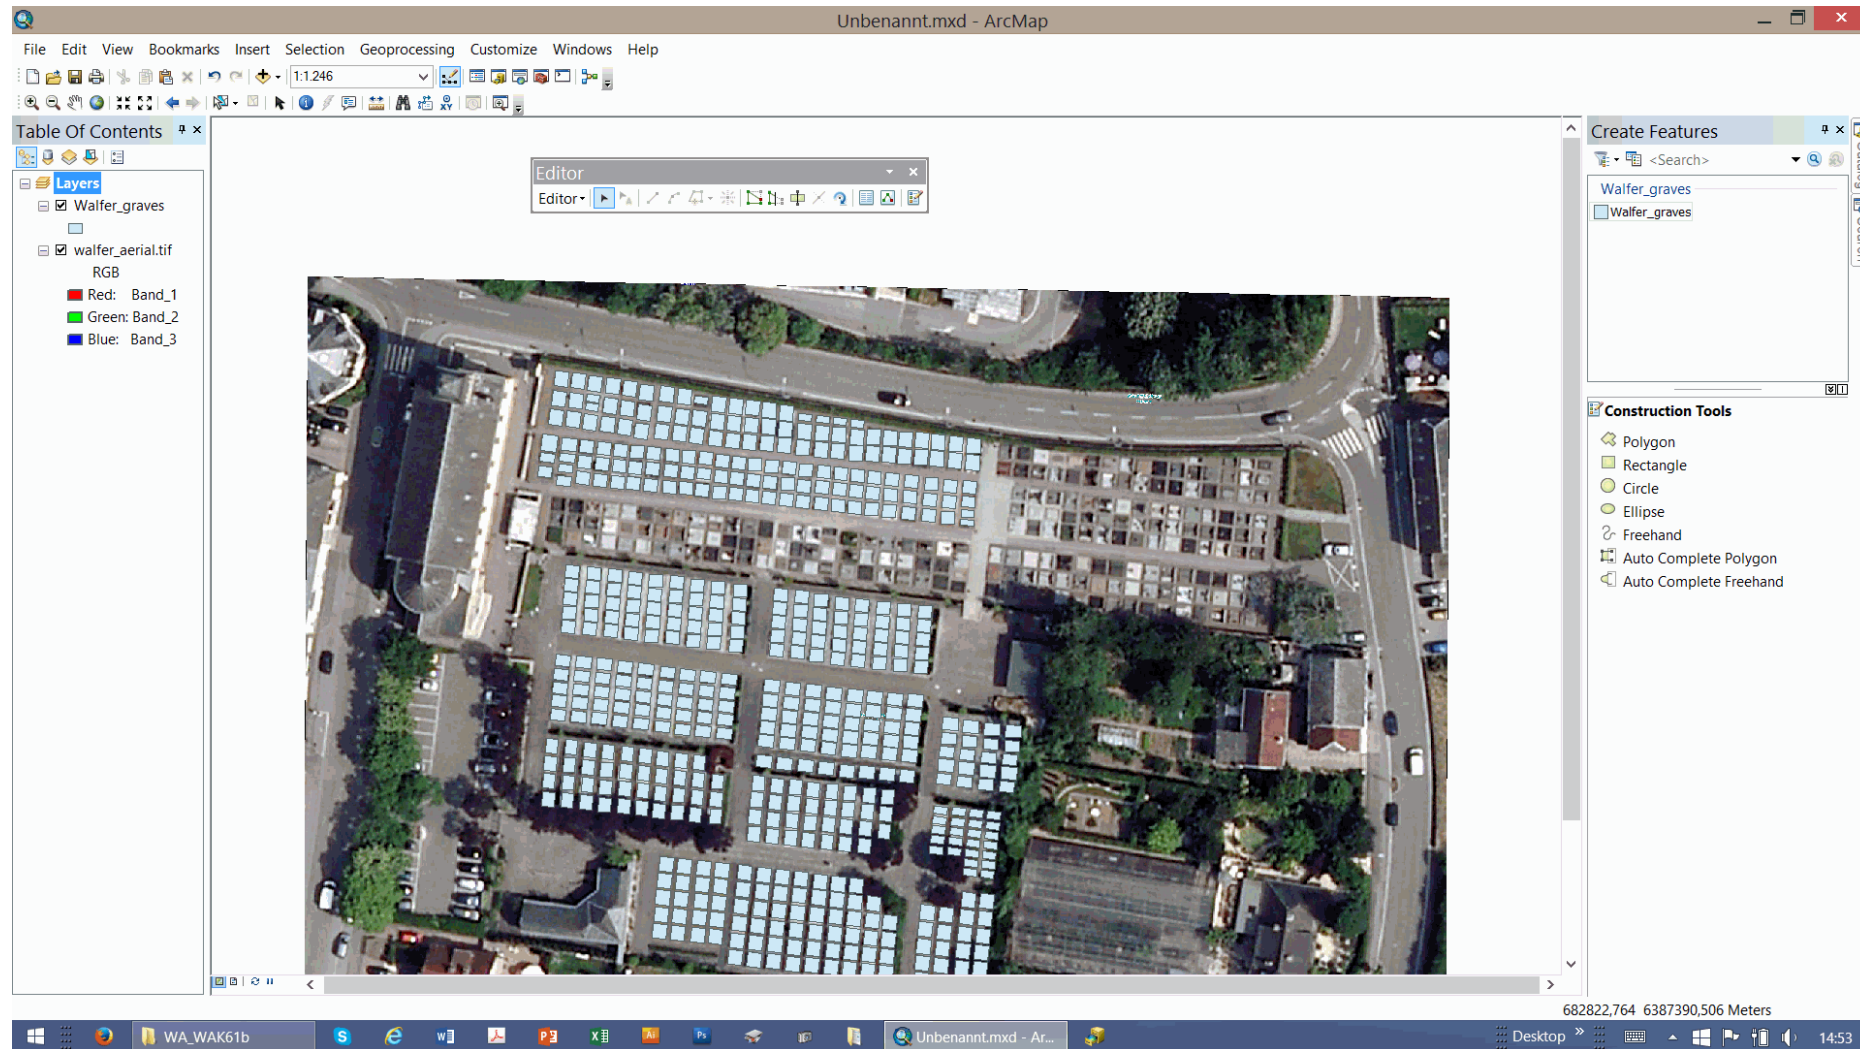 Unbenannt.mxd - ArcMap
File Edit View Bookmarks Insert Selection Geoprocessing Customize Windows Help
1:1.246
Table Of Contents
Layers
Walfer_graves
walfer_aerial.tif
RGB
Red: Band_1
Green: Band_2
Blue: Band_3
Editor
Editor
Create Features
<Search>
Walfer_graves
Walfer_graves
Construction Tools
Polygon
Rectangle
Circle
Ellipse
Freehand
Auto Complete Polygon
Auto Complete Freehand
682822,764 6387390,506 Meters
WA_WAK61b
Unbenannt.mxd - Ar...
Desktop
14:53